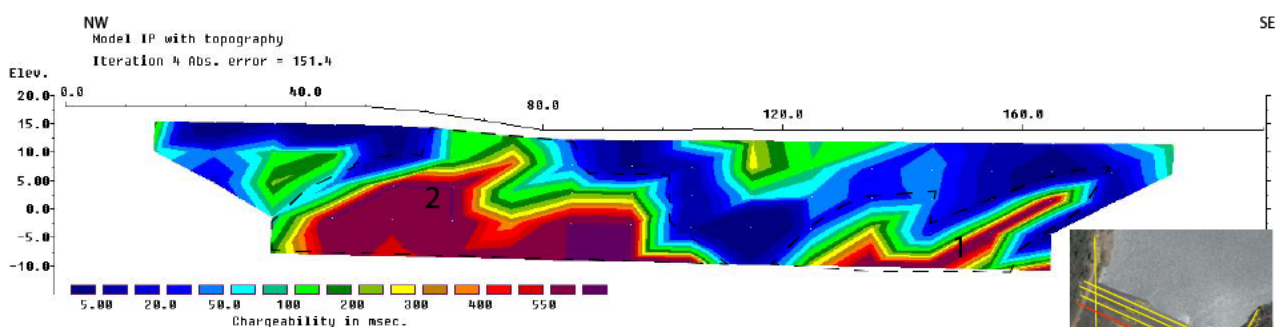 NW
SE
Model IP with topography
Iteration 4 Abs. error = 151.4
Elev.
20.0
15.0
10.0
5.00
0.0
-5.0
-10.0
0.0
40.0
80.0
120.0
160.0
2
1
5.00 20.0 50.0 100 200 300 400 550
Chargeability in msec.